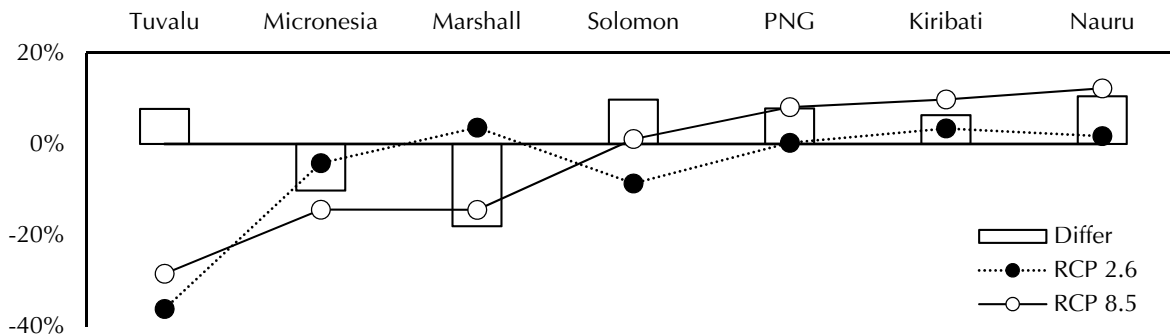 Tuvalu Micronesia Marshall Solomon PNG Kiribati Nauru
20%
0%
-20%
-40%
Differ
RCP 2.6
RCP 8.5